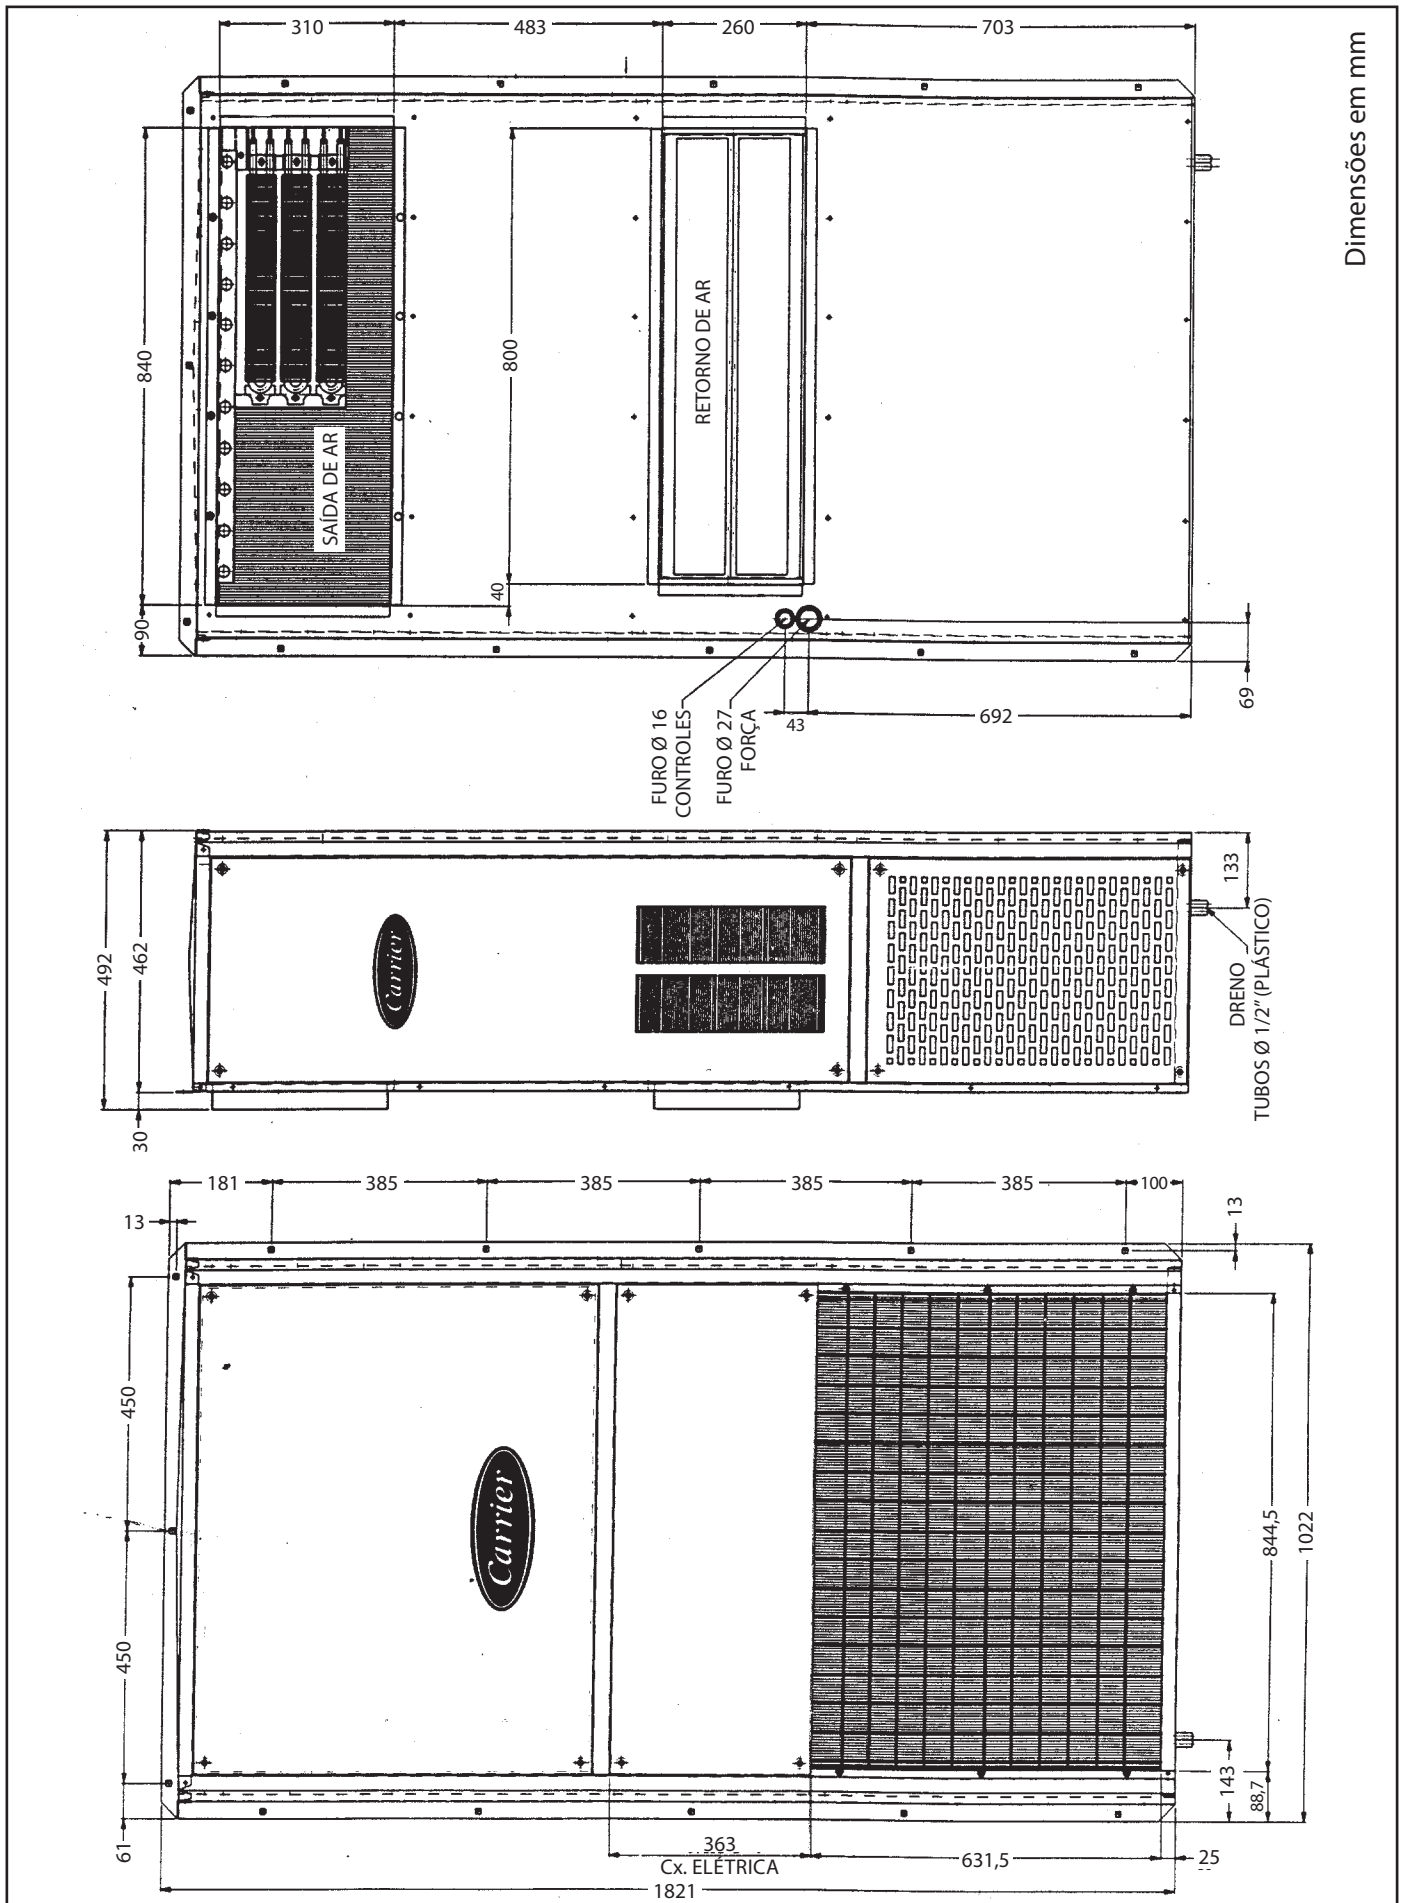 Dimensões em mm
310
483
260
703
840
90
800
40
SAÍDA DE AR
RETORNO DE AR
FURO Ø 16
CONTROLES
FURO Ø 27
FORÇA
43
692
69
492
462
30
Carrier
133
DRENO
TUBOS Ø 1/2" (PLÁSTICO)
181
385
385
385
385
100
13
13
450
450
61
Carrier
844,5
1022
143
88,7
363
Cx. ELÉTRICA
631,5
25
1821